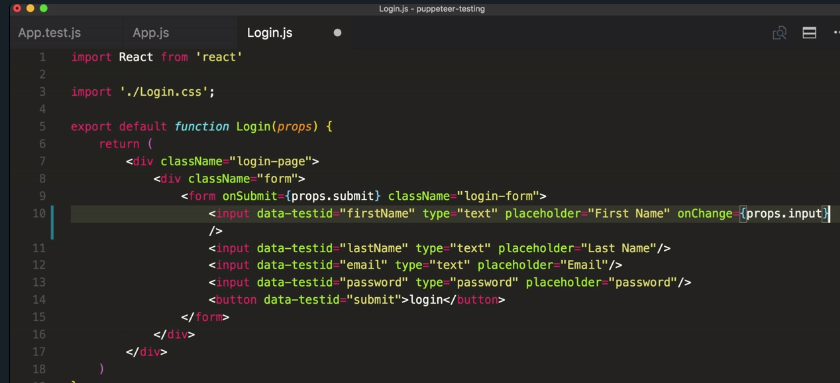 Login.js - puppeteer-testing
App.test.js App.js Login.js
1 import React from 'react'
2
3 import './Login.css';
4
5 export default function Login(props) {
6 return (
7 <div className="login-page">
8 <div className="form">
9 <form onSubmit={props.submit} className="login-form">
10 <input data-testid="firstName" type="text" placeholder="First Name" onChange={props.input}
/>
11 <input data-testid="lastName" type="text" placeholder="Last Name"/>
12 <input data-testid="email" type="text" placeholder="Email"/>
13 <input data-testid="password" type="password" placeholder="password"/>
14 <button data-testid="submit">login</button>
15 </form>
16 </div>
17 </div>
18 )